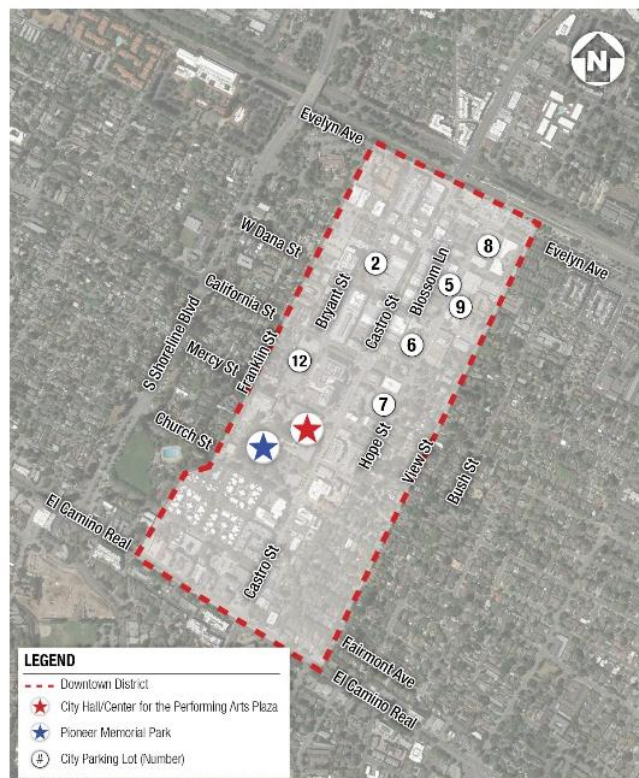 N
Evelyn Ave
W Dana St
8
Evelyn Ave
2
Blossom Ln
5
California St
Bryant St
9
Castro St
S Shoreline Blvd
Franklin St
6
Mercy St
12
7
Church St
Hope St
View St
Bush St
El Camino Real
Castro St
Fairmont Ave
El Camino Real
LEGEND
Downtown District
City Hall/Center for the Performing Arts Plaza
Pioneer Memorial Park
# City Parking Lot (Number)